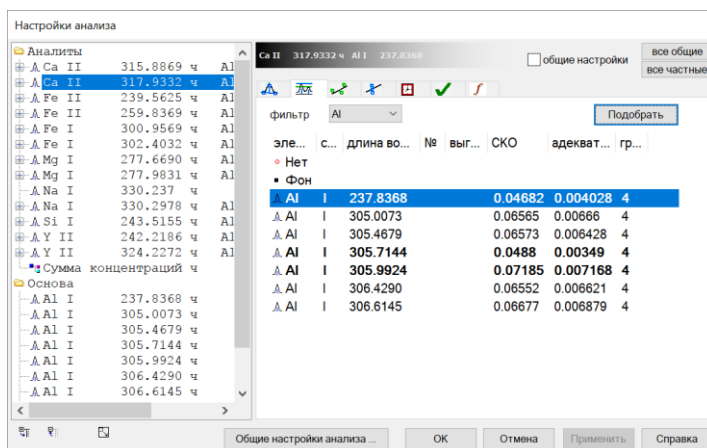 Настройки анализа
Аналиты
Ca II 315.8869 ч Al
Ca II 317.9332 ч Al
Fe II 239.5625 ч Al
Fe II 259.8369 ч Al
Fe I 300.9569 ч Al
Fe I 302.4032 ч Al
Mg I 277.6690 ч Al
Mg I 277.9831 ч Al
Na I 330.237 ч
Na I 330.2978 ч Al
Si I 243.5155 ч Al
Y II 242.2186 ч Al
Y II 324.2272 ч Al
Сумма концентраций ч
Основа
Al I 237.8368 ч
Al I 305.0073 ч
Al I 305.4679 ч
Al I 305.7144 ч
Al I 305.9924 ч
Al I 306.4290 ч
Al I 306.6145 ч
Ca II 317.9332 ч Al I 237.8368
общие настройки
все общие
все частные
фильтр Al Подобрать
эле... с... длина во... № выг... СКО адекват... гр...
Нет
Фон
Al I 237.8368 0.04682 0.004028 4
Al I 305.0073 0.06565 0.00666 4
Al I 305.4679 0.06573 0.006428 4
Al I 305.7144 0.0488 0.00349 4
Al I 305.9924 0.07185 0.007168 4
Al I 306.4290 0.06552 0.006621 4
Al I 306.6145 0.06677 0.006879 4
Общие настройки анализа ... ОК Отмена Применить Справка